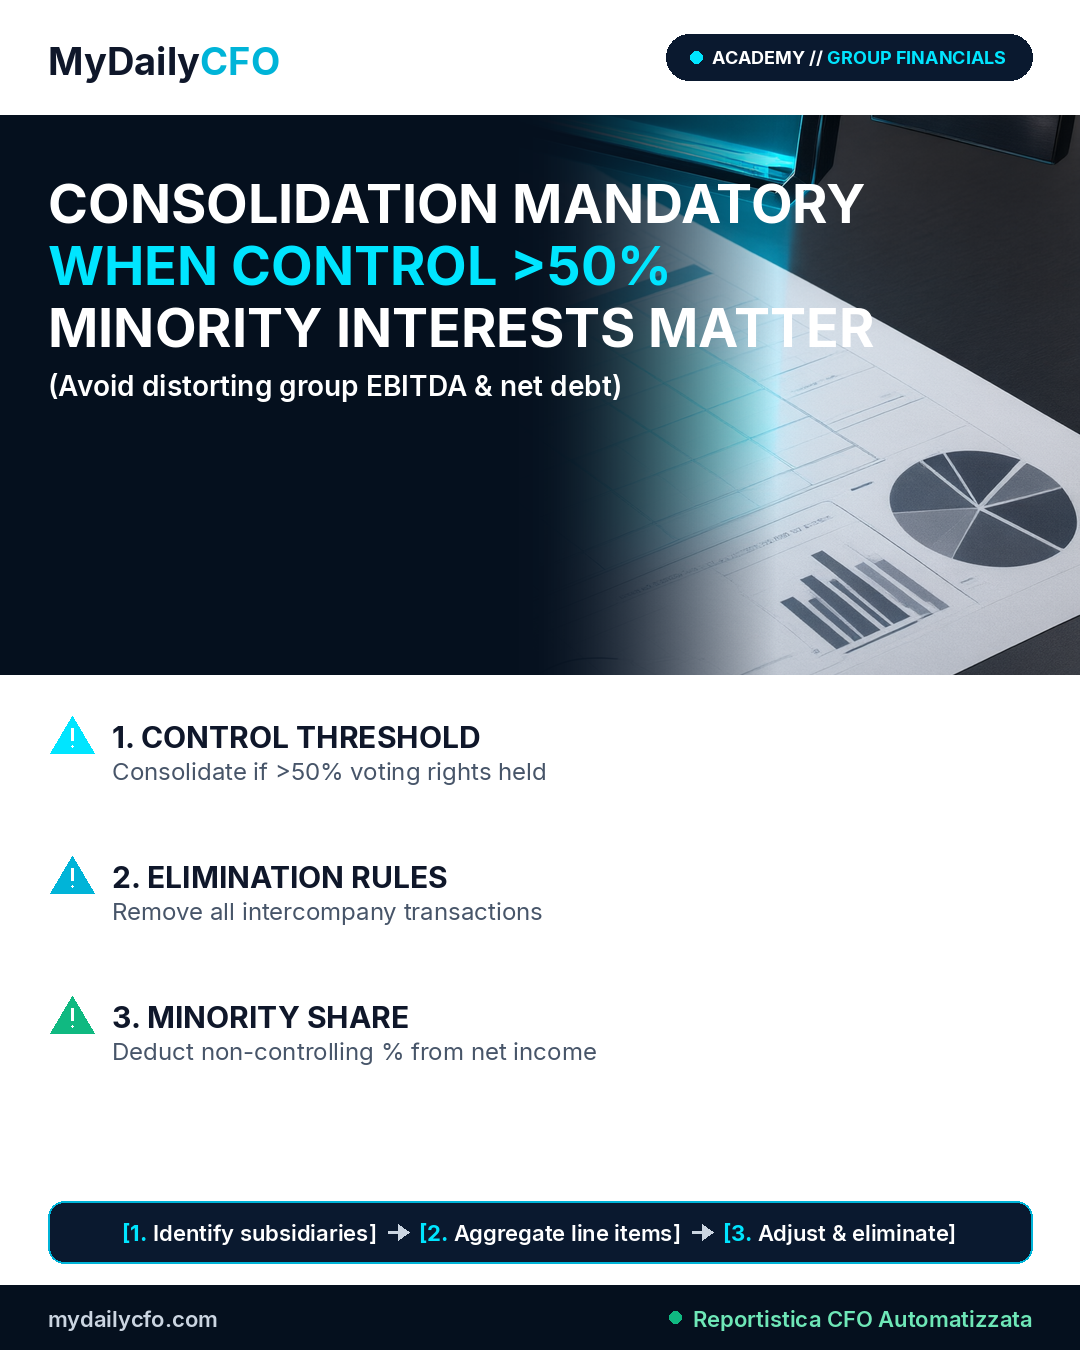 MyDailyCFO
ACADEMY // GROUP FINANCIALS
CONSOLIDATION MANDATORY
WHEN CONTROL >50%
MINORITY INTERESTS MATTER
(Avoid distorting group EBITDA & net debt)
1. CONTROL THRESHOLD
Consolidate if >50% voting rights held
2. ELIMINATION RULES
Remove all intercompany transactions
3. MINORITY SHARE
Deduct non-controlling % from net income
[1. Identify subsidiaries] → [2. Aggregate line items] → [3. Adjust & eliminate]
mydailycfo.com
Reportistica CFO Automatizzata